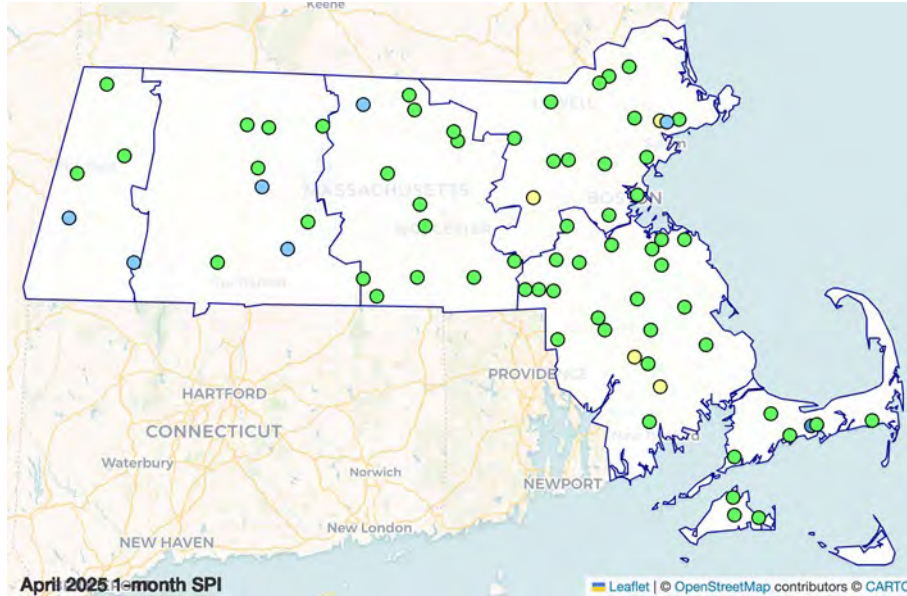 Keene
LOWELL
MASSACHUSETTS
BOSTON
WORCESTER
PROVIDENCE
HARTFORD
CONNECTICUT
Waterbury
Norwich
NEWPORT
New London
NEW HAVEN
April 2025 1-month SPI
Leaflet | © OpenStreetMap contributors © CARTO